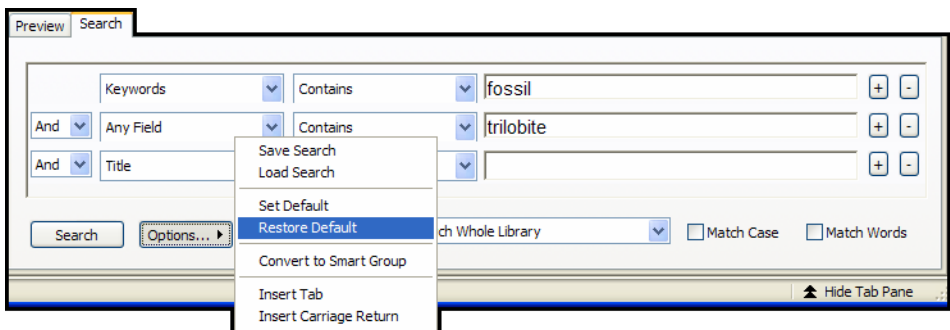 Preview Search
Keywords Contains fossil + -
And Any Field Contains trilobite + -
And Title + -
Save Search
Load Search
Set Default
Restore Default
Convert to Smart Group
Insert Tab
Insert Carriage Return
Search Options... ch Whole Library Match Case Match Words
Hide Tab Pane